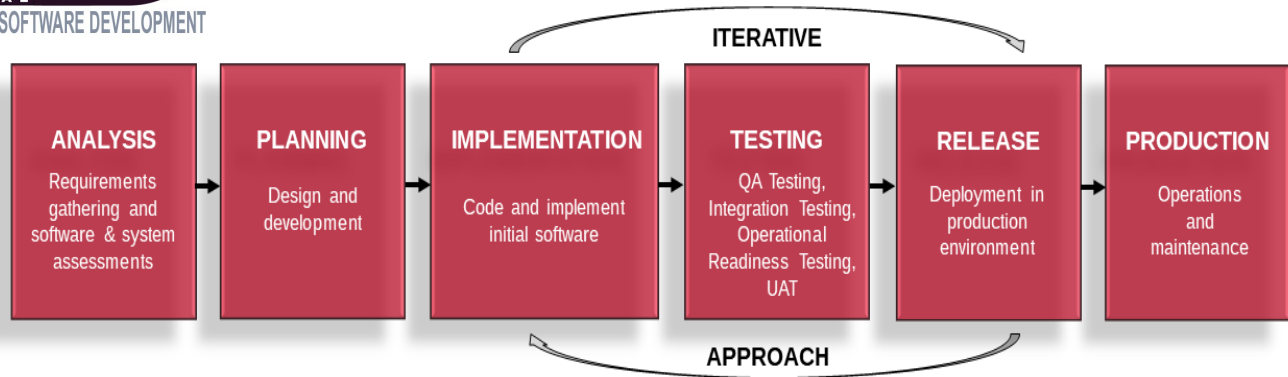 SOFTWARE DEVELOPMENT
ITERATIVE
ANALYSIS
Requirements
gathering and
software & system
assessments
PLANNING
Design and
development
IMPLEMENTATION
Code and implement
initial software
TESTING
QA Testing,
Integration Testing,
Operational
Readiness Testing,
UAT
RELEASE
Deployment in
production
environment
PRODUCTION
Operations
and
maintenance
APPROACH